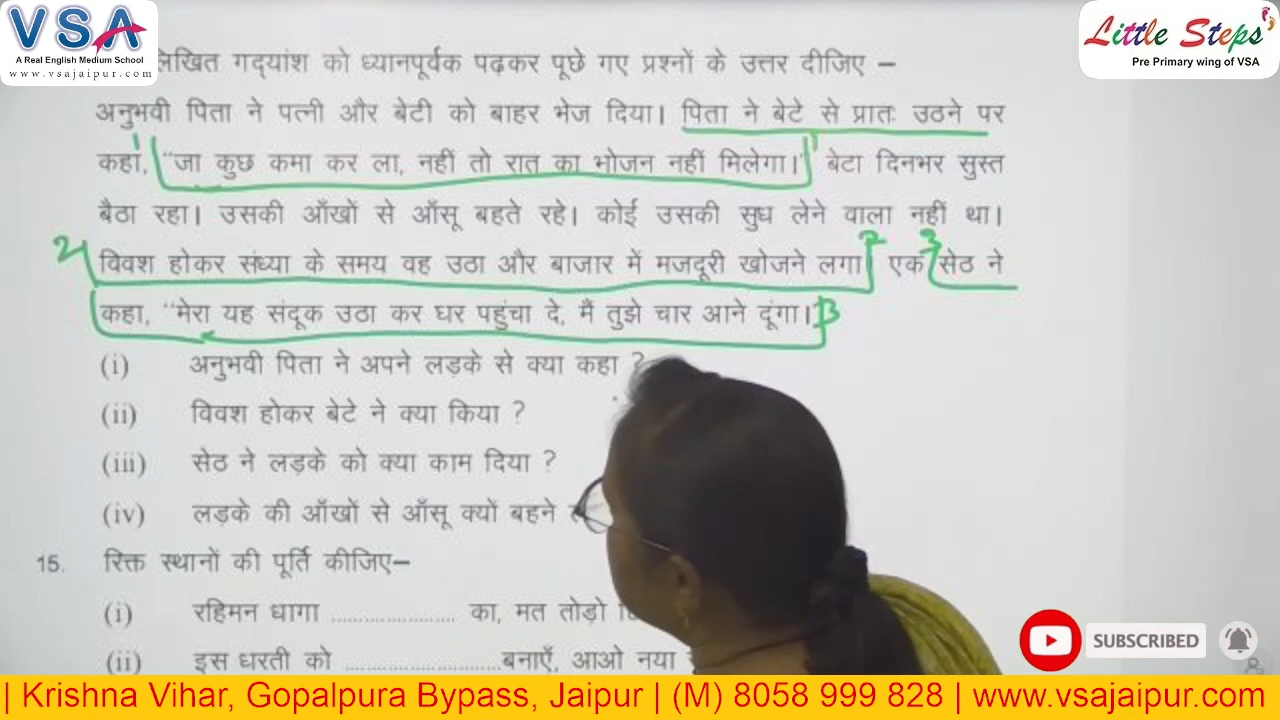 VSA
A Real English Medium School
www.vsajaipur.com
Little Steps
Pre Primary wing of VSA
लिखित गद्यांश को ध्यानपूर्वक पढ़कर पूछे गए प्रश्नों के उत्तर दीजिए –
अनुभवी पिता ने पत्नी और बेटी को बाहर भेज दिया। पिता ने बेटे से प्रातः उठने पर
कहा, "जा कुछ कमा कर ला, नहीं तो रात का भोजन नहीं मिलेगा।" बेटा दिनभर सुस्त
बैठा रहा। उसकी आँखों से आँसू बहते रहे। कोई उसकी सुध लेने वाला नहीं था।
विवश होकर संध्या के समय वह उठा और बाजार में मजदूरी खोजने लगा। एक सेठ ने
कहा, "मेरा यह संदूक उठा कर घर पहुंचा दे, मैं तुझे चार आने दूंगा।"
(i) अनुभवी पिता ने अपने लड़के से क्या कहा ?
(ii) विवश होकर बेटे ने क्या किया ?
(iii) सेठ ने लड़के को क्या काम दिया ?
(iv) लड़के की आँखों से आँसू क्यों बहने
15. रिक्त स्थानों की पूर्ति कीजिए–
(i) रहिमन धागा ........................ का, मत तोड़ो
(ii) इस धरती को ..............................बनाएँ, आओ नया
SUBSCRIBED
| Krishna Vihar, Gopalpura Bypass, Jaipur | (M) 8058 999 828 | www.vsajaipur.com